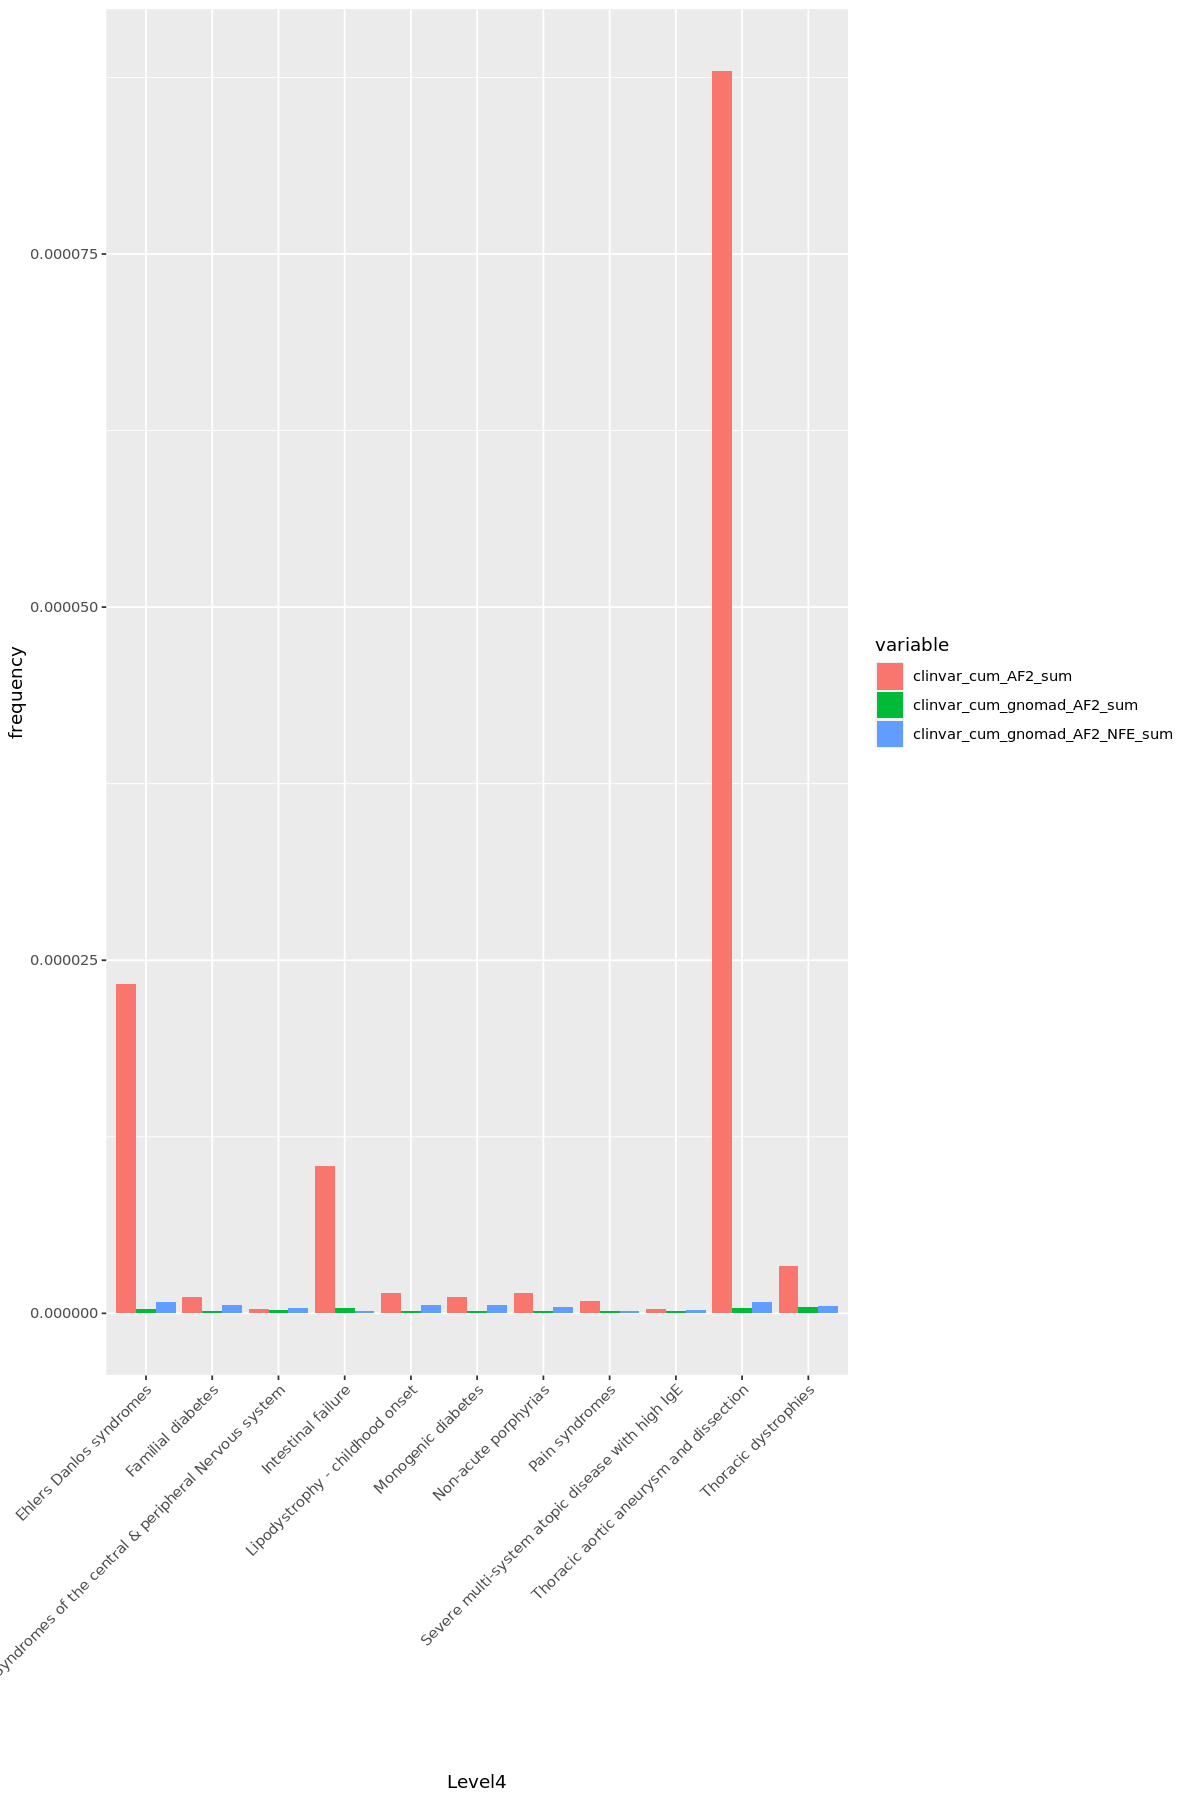 0.000075
0.000050
0.000025
0.000000
frequency
Ehlers Danlos syndromes
Familial diabetes
of the central & peripheral Nervous system
Intestinal failure
Lipodystrophy - childhood onset
Monogenic diabetes
Non-acute porphyrias
Pain syndromes
Severe multi-system atopic disease with high IgE
Thoracic aortic aneurysm and dissection
Thoracic dystrophies
Level4
variable
clinvar_cum_AF2_sum
clinvar_cum_gnomad_AF2_sum
clinvar_cum_gnomad_AF2_NFE_sum